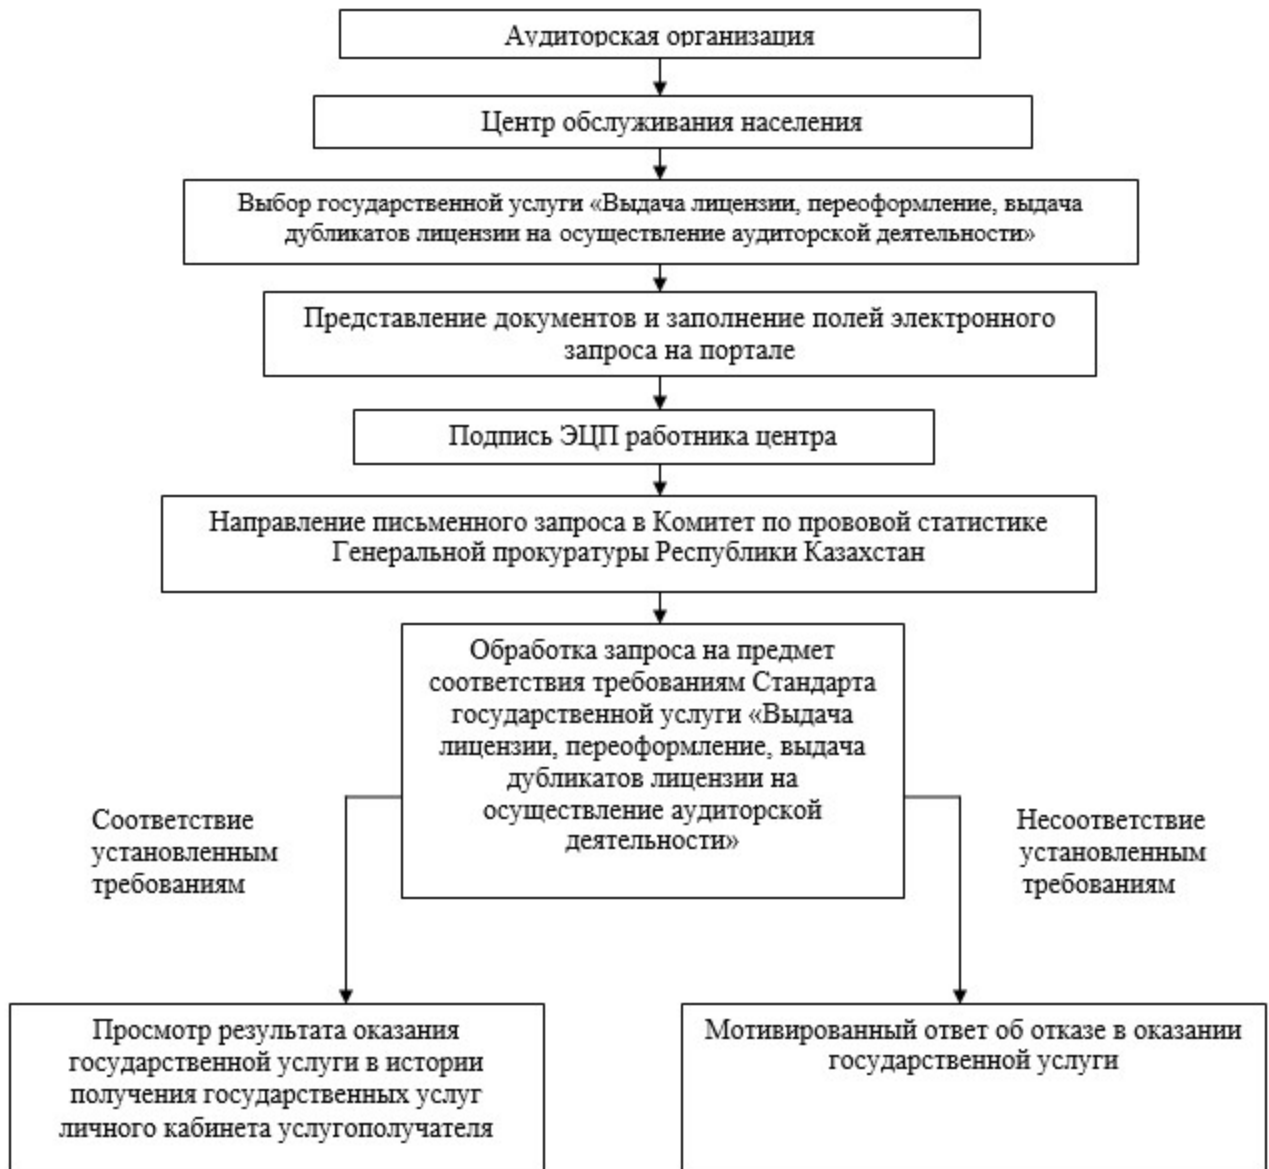 Аудиторская организация
Центр обслуживания населения
Выбор государственной услуги «Выдача лицензии, переоформление, выдача
дубликатов лицензии на осуществление аудиторской деятельности»
Представление документов и заполнение полей электронного
запроса на портале
Подпись ЭЦП работника центра
Направление письменного запроса в Комитет по прововой статистике
Генеральной прокуратуры Республики Казахстан
Обработка запроса на предмет
соответствия требованиям Стандарта
государственной услуги «Выдача
лицензии, переоформление, выдача
дубликатов лицензии на
осуществление аудиторской
деятельности»
Соответствие
установленным
требованиям
Несоответствие
установленным
требованиям
Просмотр результата оказания
государственной услуги в истории
получения государственных услуг
личного кабинета услугополучателя
Мотивированный ответ об отказе в оказании
государственной услуги